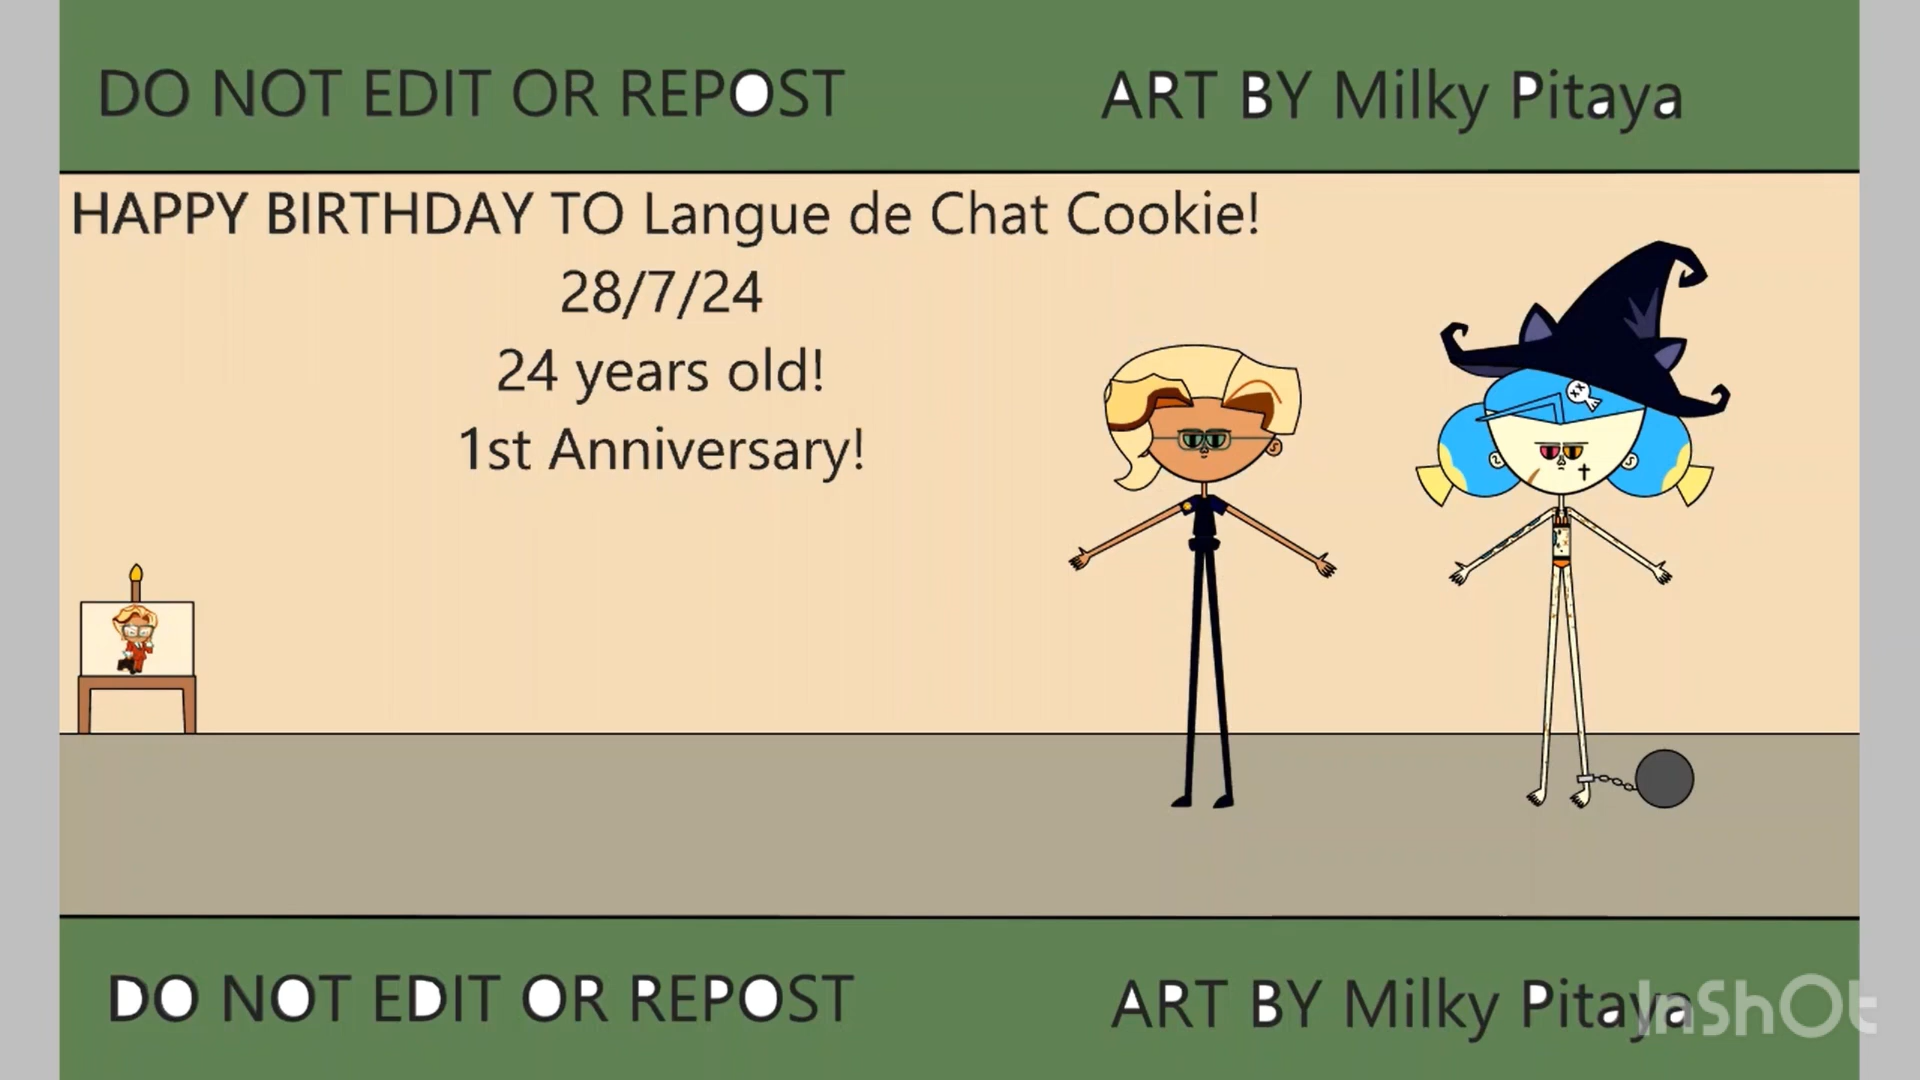 DO NOT EDIT OR REPOST
ART BY Milky Pitaya
HAPPY BIRTHDAY TO Langue de Chat Cookie!
28/7/24
24 years old!
1st Anniversary!
DO NOT EDIT OR REPOST
ART BY Milky Pitaya
InShOt